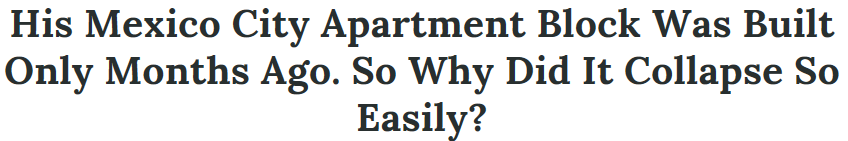 His Mexico City Apartment Block Was Built
Only Months Ago. So Why Did It Collapse So
Easily?